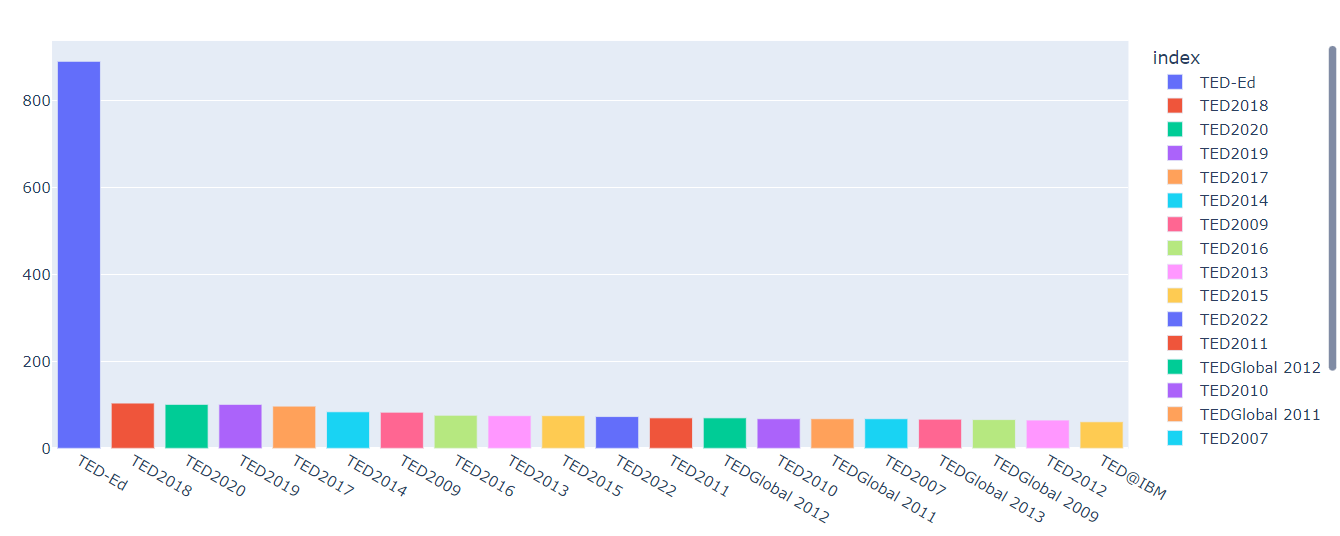 800
600
400
200
0
TED-Ed
TED2018
TED2020
TED2019
TED2017
TED2014
TED2009
TED2016
TED2013
TED2015
TED2022
TED2011
TEDGlobal 2012
TED2010
TEDGlobal 2011
TED2007
TEDGlobal 2013
TEDGlobal 2009
TED2012
TED@IBM
index
TED-Ed
TED2018
TED2020
TED2019
TED2017
TED2014
TED2009
TED2016
TED2013
TED2015
TED2022
TED2011
TEDGlobal 2012
TED2010
TEDGlobal 2011
TED2007